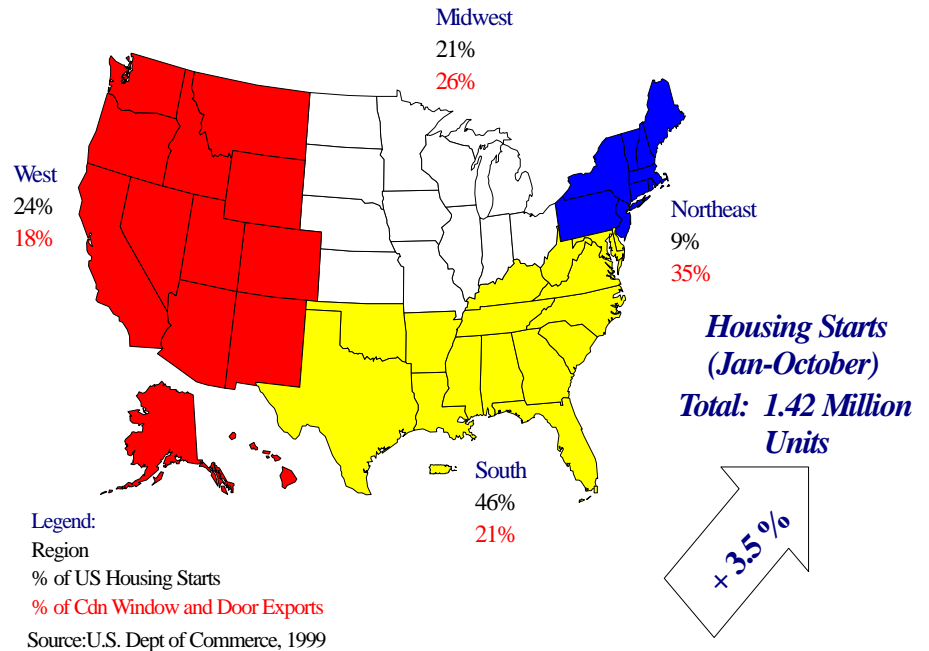 Midwest
21%
26%
West
24%
18%
Northeast
9%
35%
Housing Starts
(Jan-October)
Total: 1.42 Million
Units
South
46%
21%
+ 3.5 %
Legend:
Region
% of US Housing Starts
% of Cdn Window and Door Exports
Source:U.S. Dept of Commerce, 1999